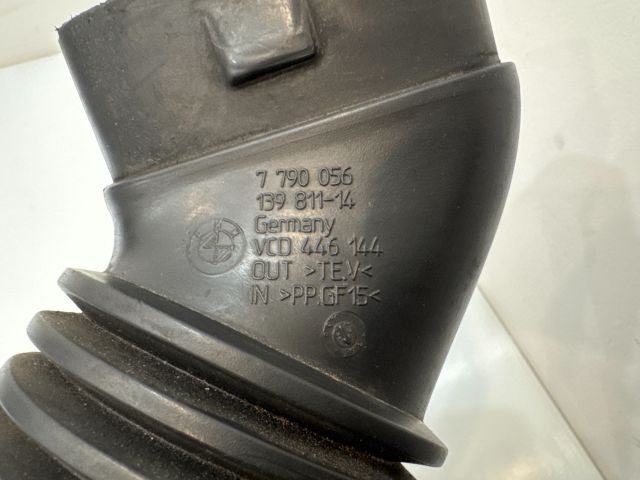 7 790 056
139 811-14
Germany
VCD 446 144
OUT >TE.V<
IN >PP.GF15<